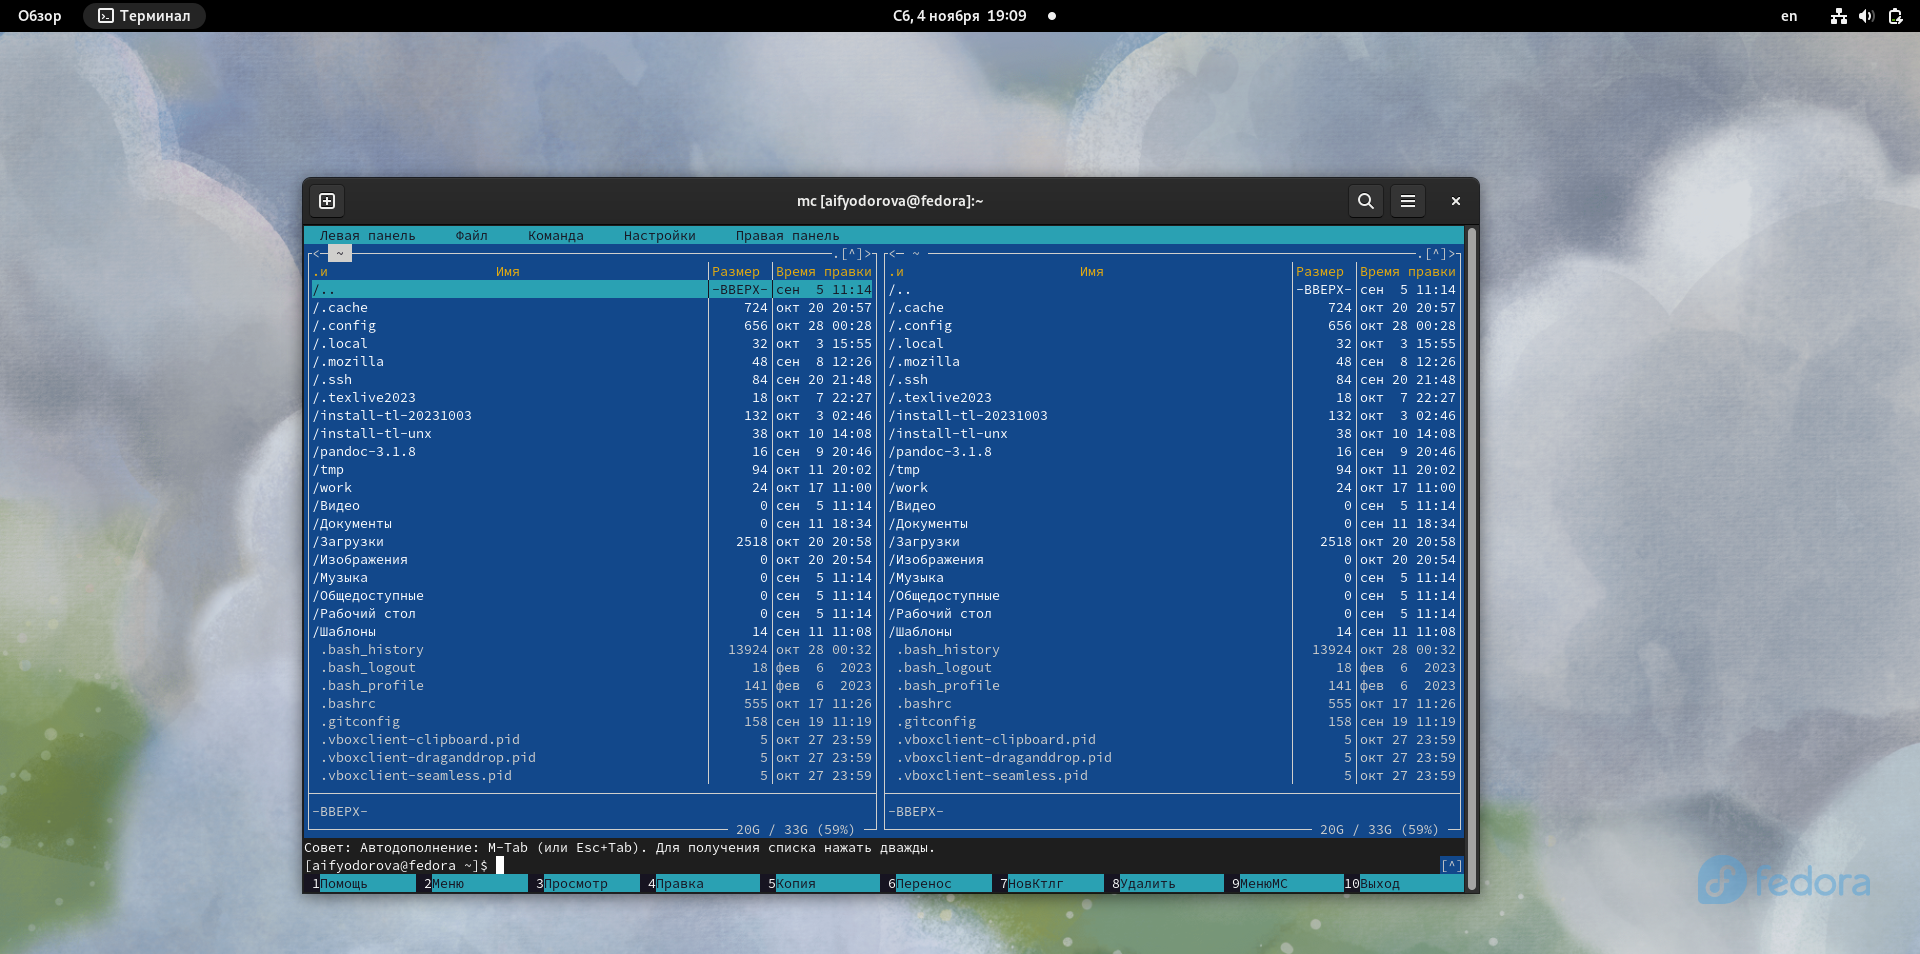 Обзор Терминал Сб, 4 ноября 19:09 en
mc [aifyodorova@fedora]:~
Левая панель Файл Команда Настройки Правая панель
<─ ~ .[^]> <─ ~ .[^]>
.и Имя Размер Время правки .и Имя Размер Время правки
/.. -ВВЕРХ- сен 5 11:14 /.. -ВВЕРХ- сен 5 11:14
/.cache 724 окт 20 20:57 /.cache 724 окт 20 20:57
/.config 656 окт 28 00:28 /.config 656 окт 28 00:28
/.local 32 окт 3 15:55 /.local 32 окт 3 15:55
/.mozilla 48 сен 8 12:26 /.mozilla 48 сен 8 12:26
/.ssh 84 сен 20 21:48 /.ssh 84 сен 20 21:48
/.texlive2023 18 окт 7 22:27 /.texlive2023 18 окт 7 22:27
/install-tl-20231003 132 окт 3 02:46 /install-tl-20231003 132 окт 3 02:46
/install-tl-unx 38 окт 10 14:08 /install-tl-unx 38 окт 10 14:08
/pandoc-3.1.8 16 сен 9 20:46 /pandoc-3.1.8 16 сен 9 20:46
/tmp 94 окт 11 20:02 /tmp 94 окт 11 20:02
/work 24 окт 17 11:00 /work 24 окт 17 11:00
/Видео 0 сен 5 11:14 /Видео 0 сен 5 11:14
/Документы 0 сен 11 18:34 /Документы 0 сен 11 18:34
/Загрузки 2518 окт 20 20:58 /Загрузки 2518 окт 20 20:58
/Изображения 0 окт 20 20:54 /Изображения 0 окт 20 20:54
/Музыка 0 сен 5 11:14 /Музыка 0 сен 5 11:14
/Общедоступные 0 сен 5 11:14 /Общедоступные 0 сен 5 11:14
/Рабочий стол 0 сен 5 11:14 /Рабочий стол 0 сен 5 11:14
/Шаблоны 14 сен 11 11:08 /Шаблоны 14 сен 11 11:08
.bash_history 13924 окт 28 00:32 .bash_history 13924 окт 28 00:32
.bash_logout 18 фев 6 2023 .bash_logout 18 фев 6 2023
.bash_profile 141 фев 6 2023 .bash_profile 141 фев 6 2023
.bashrc 555 окт 17 11:26 .bashrc 555 окт 17 11:26
.gitconfig 158 сен 19 11:19 .gitconfig 158 сен 19 11:19
.vboxclient-clipboard.pid 5 окт 27 23:59 .vboxclient-clipboard.pid 5 окт 27 23:59
.vboxclient-draganddrop.pid 5 окт 27 23:59 .vboxclient-draganddrop.pid 5 окт 27 23:59
.vboxclient-seamless.pid 5 окт 27 23:59 .vboxclient-seamless.pid 5 окт 27 23:59
-ВВЕРХ- -ВВЕРХ-
20G / 33G (59%) 20G / 33G (59%)
Совет: Автодополнение: M-Tab (или Esc+Tab). Для получения списка нажать дважды.
[aifyodorova@fedora ~]$ [^]
1Помощь 2Меню 3Просмотр 4Правка 5Копия 6Перенос 7НовКтлг 8Удалить 9МенюMC 10Выход
fedora